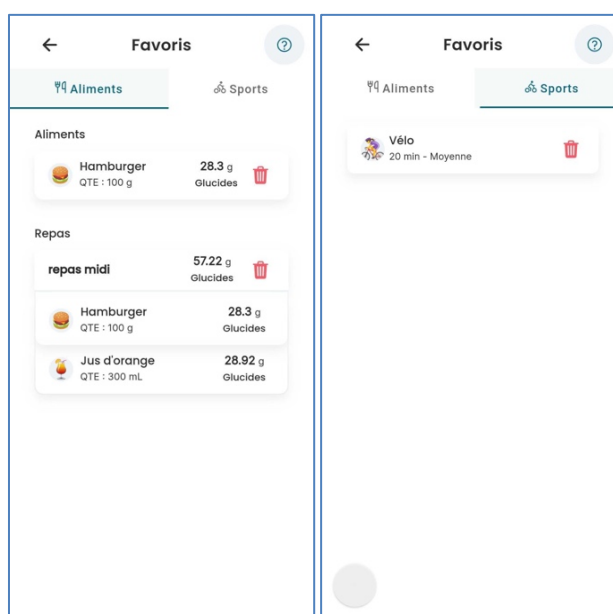 Favoris
Aliments
Sports
Aliments
Hamburger
QTE : 100 g
28.3 g
Glucides
Repas
repas midi
57.22 g
Glucides
Hamburger
QTE : 100 g
28.3 g
Glucides
Jus d'orange
QTE : 300 mL
28.92 g
Glucides
Favoris
Aliments
Sports
Vélo
20 min - Moyenne